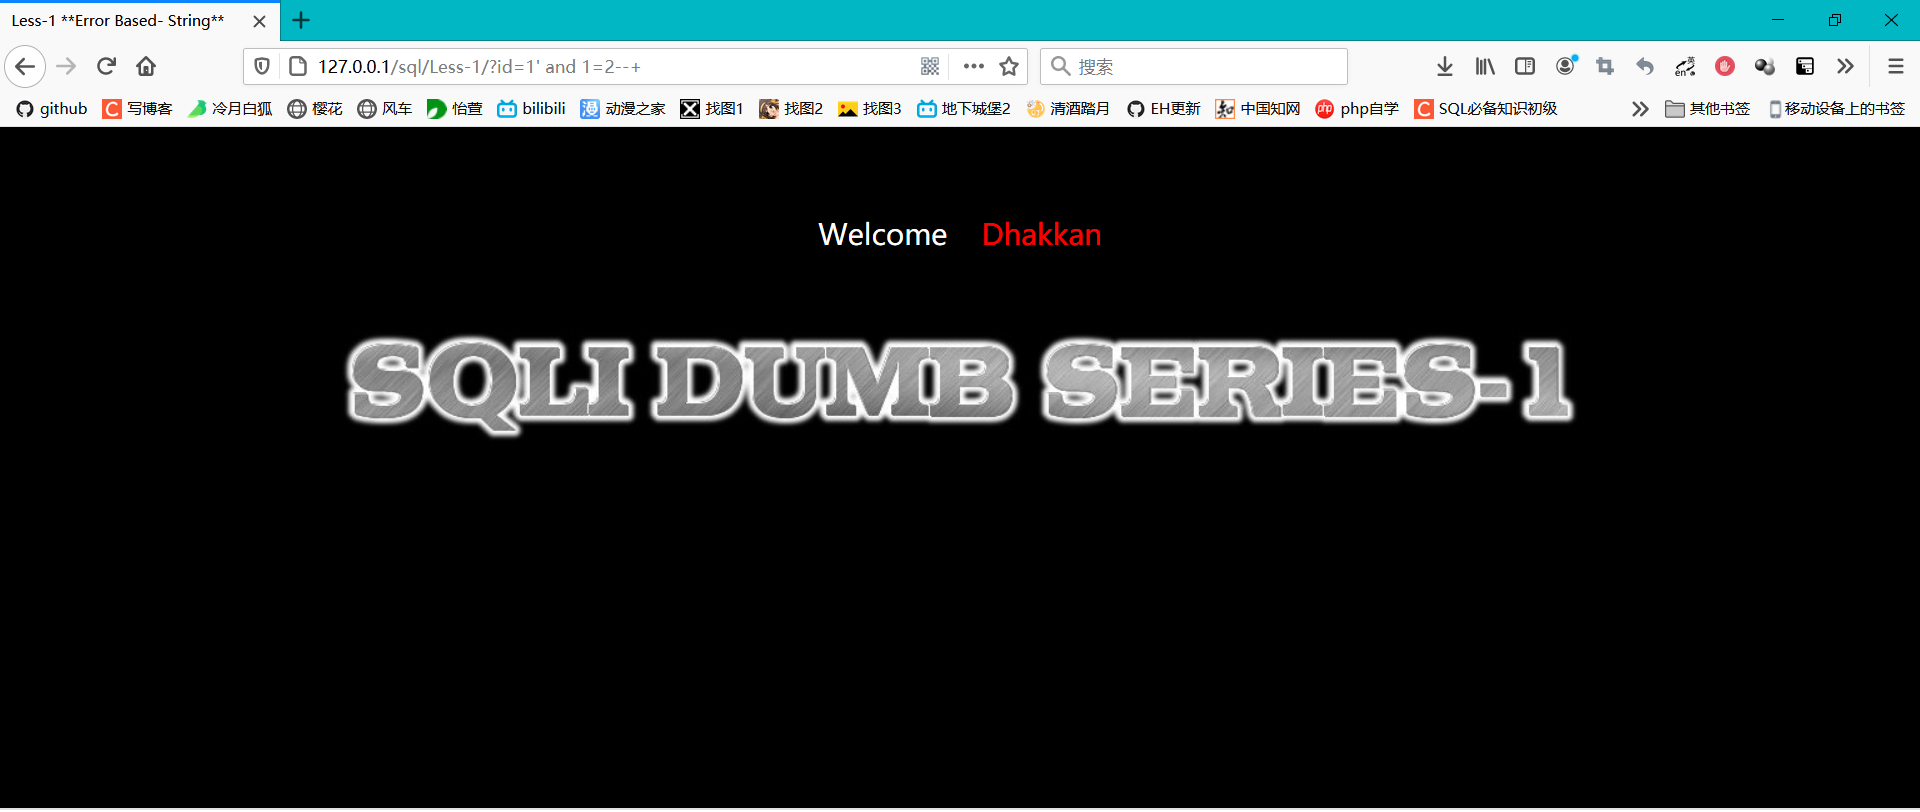 Less-1 **Error Based- String**
127.0.0.1/sql/Less-1/?id=1' and 1=2--+
搜索
英
en
github
C 写博客
冷月白狐
樱花
风车
怡萱
bilibili
漫 动漫之家
找图1
找图2
找图3
地下城堡2
清酒踏月
EH更新
中国知网
php php自学
C SQL必备知识初级
其他书签
移动设备上的书签
Welcome Dhakkan
SQLI DUMB SERIES-1